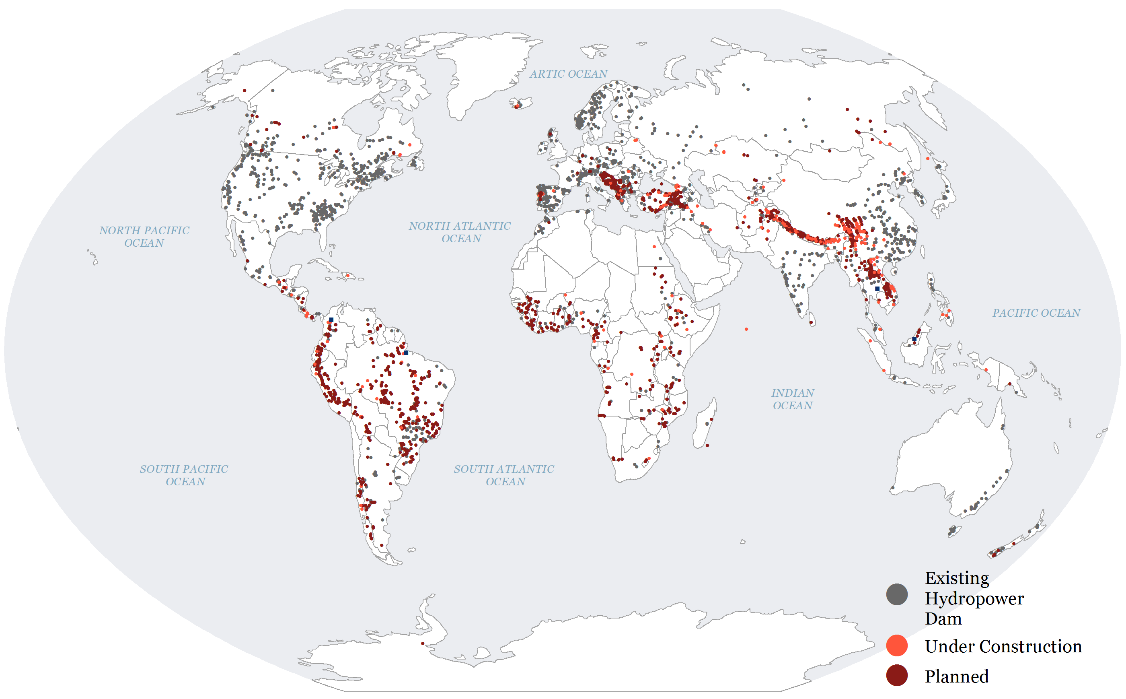 ARTIC OCEAN
NORTH PACIFIC
OCEAN
NORTH ATLANTIC
OCEAN
PACIFIC OCEAN
INDIAN
OCEAN
SOUTH PACIFIC
OCEAN
SOUTH ATLANTIC
OCEAN
Existing
Hydropower
Dam
Under Construction
Planned